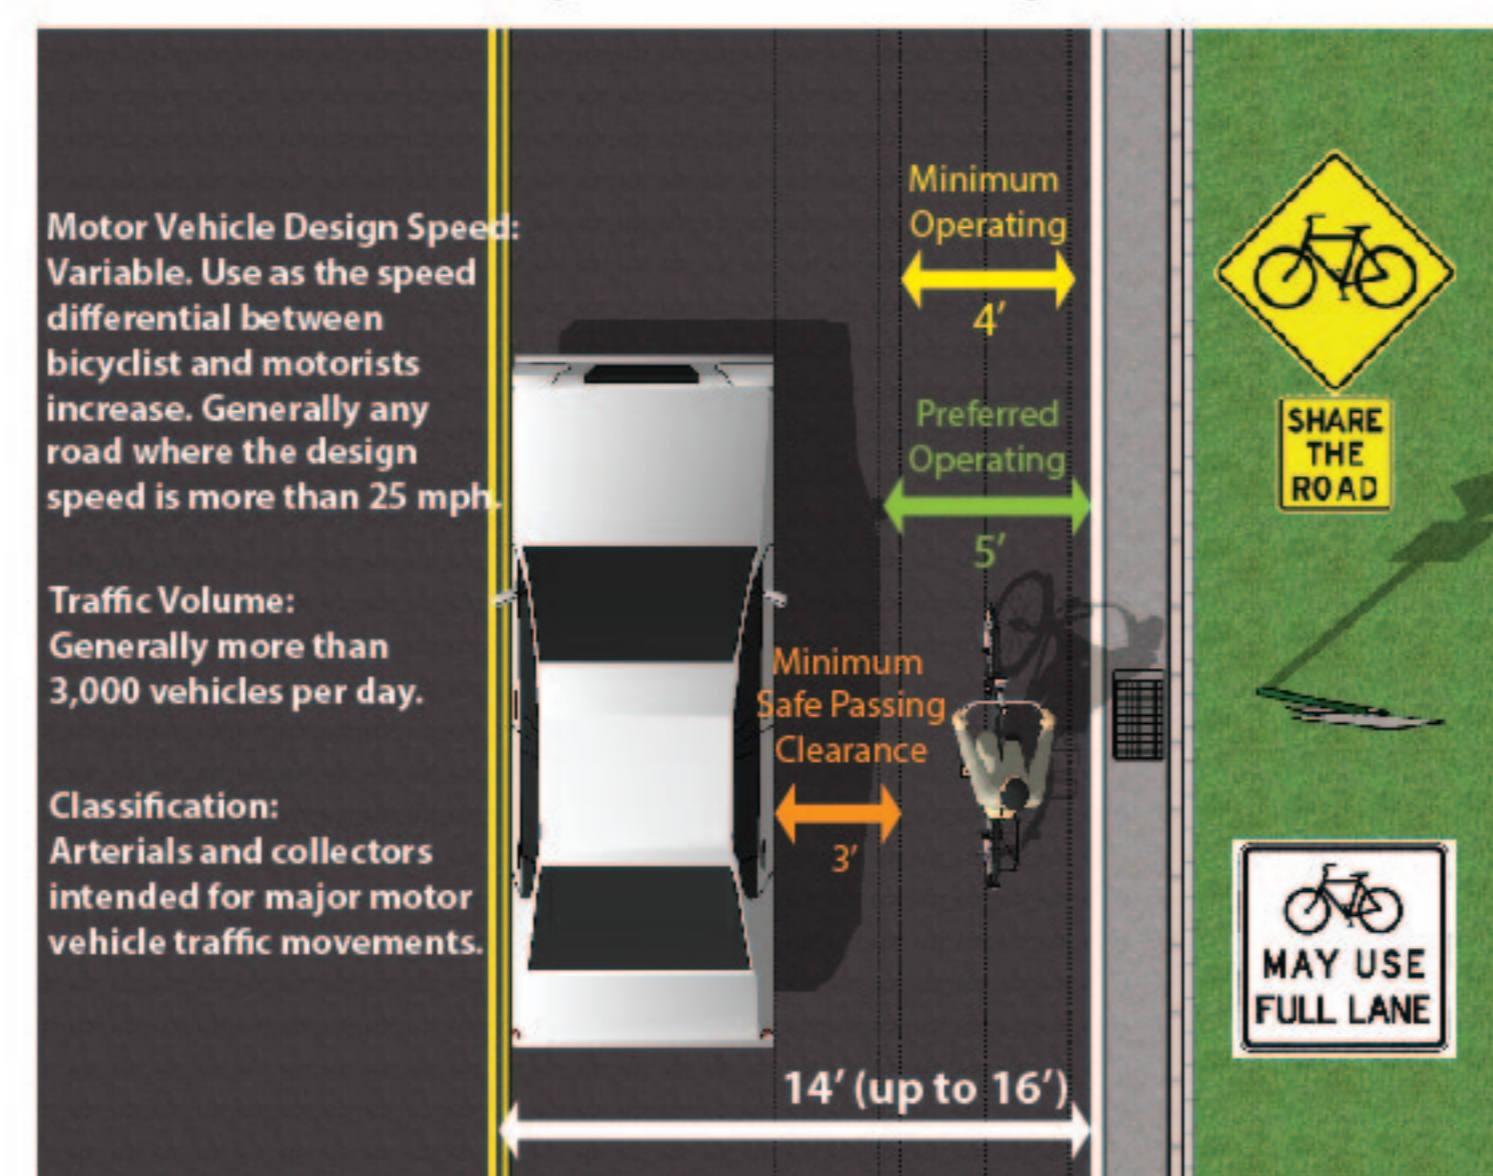 Motor Vehicle Design Speed:
Variable. Use as the speed
differential between
bicyclist and motorists
increase. Generally any
road where the design
speed is more than 25 mph.
Traffic Volume:
Generally more than
3,000 vehicles per day.
Classification:
Arterials and collectors
intended for major motor
vehicle traffic movements.
Minimum
Operating
4'
Preferred
Operating
5'
Minimum
Safe Passing
Clearance
3'
14' (up to 16')
SHARE
THE
ROAD
MAY USE
FULL LANE